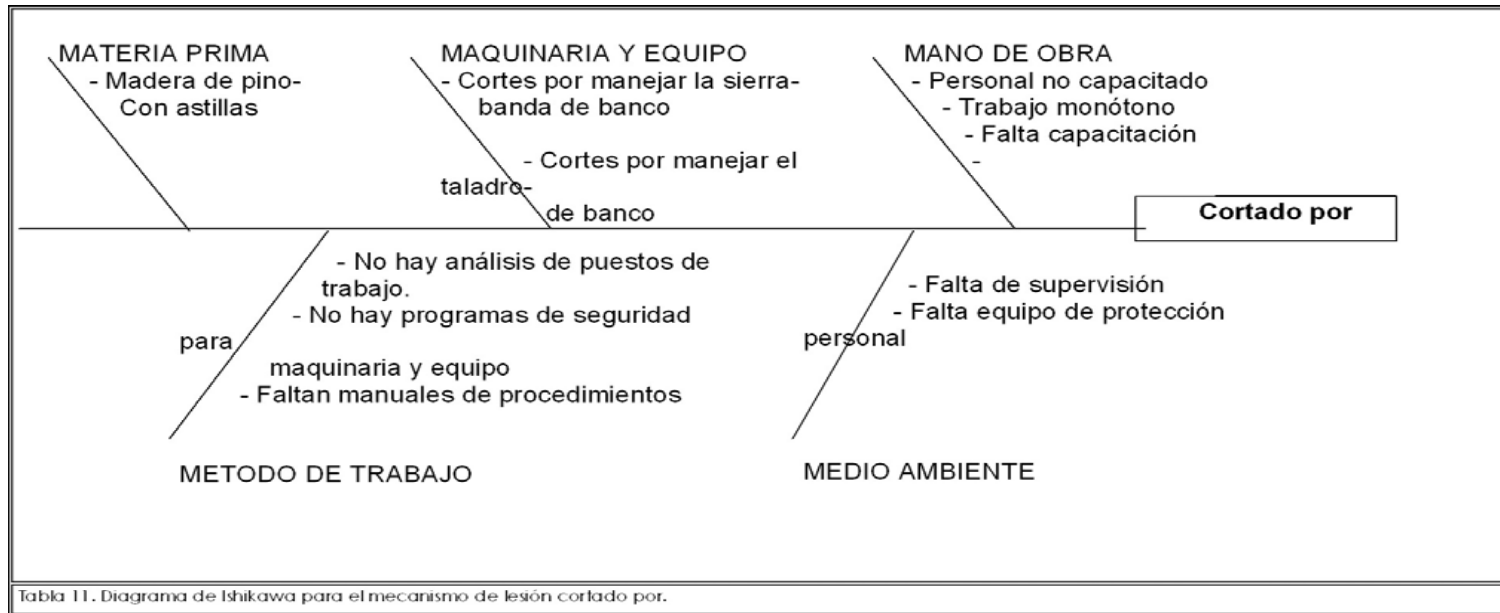 MATERIA PRIMA
- Madera de pino-
Con astillas
MAQUINARIA Y EQUIPO
- Cortes por manejar la sierra-
banda de banco
- Cortes por manejar el
taladro-
de banco
MANO DE OBRA
- Personal no capacitado
- Trabajo monótono
- Falta capacitación
-
Cortado por
- No hay análisis de puestos de
trabajo.
- No hay programas de seguridad
para
maquinaria y equipo
- Faltan manuales de procedimientos
METODO DE TRABAJO
- Falta de supervisión
- Falta equipo de protección
personal
MEDIO AMBIENTE
Tabla 11. Diagrama de Ishikawa para el mecanismo de lesión cortado por.